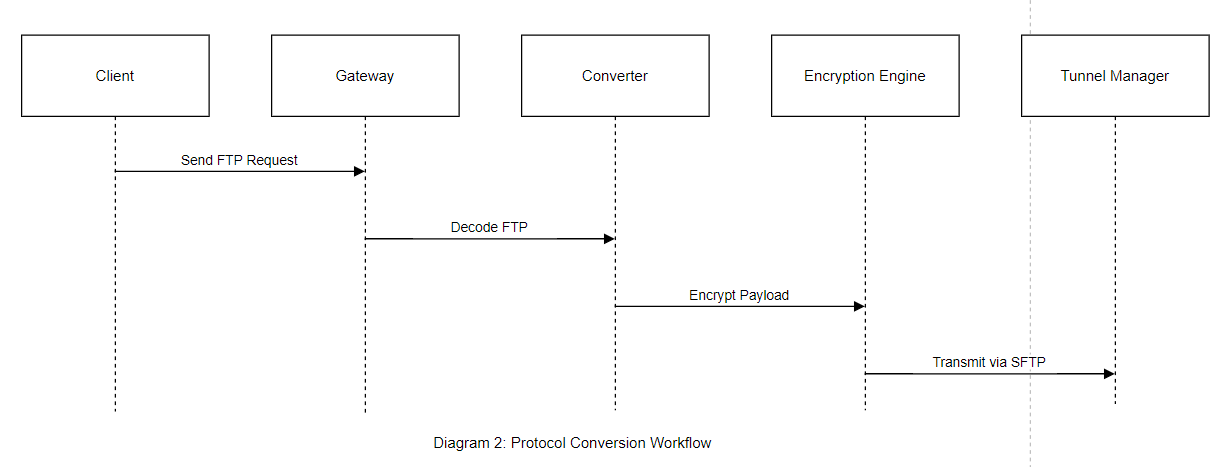 Client
Gateway
Converter
Encryption Engine
Tunnel Manager
Send FTP Request
Decode FTP
Encrypt Payload
Transmit via SFTP
Diagram 2: Protocol Conversion Workflow